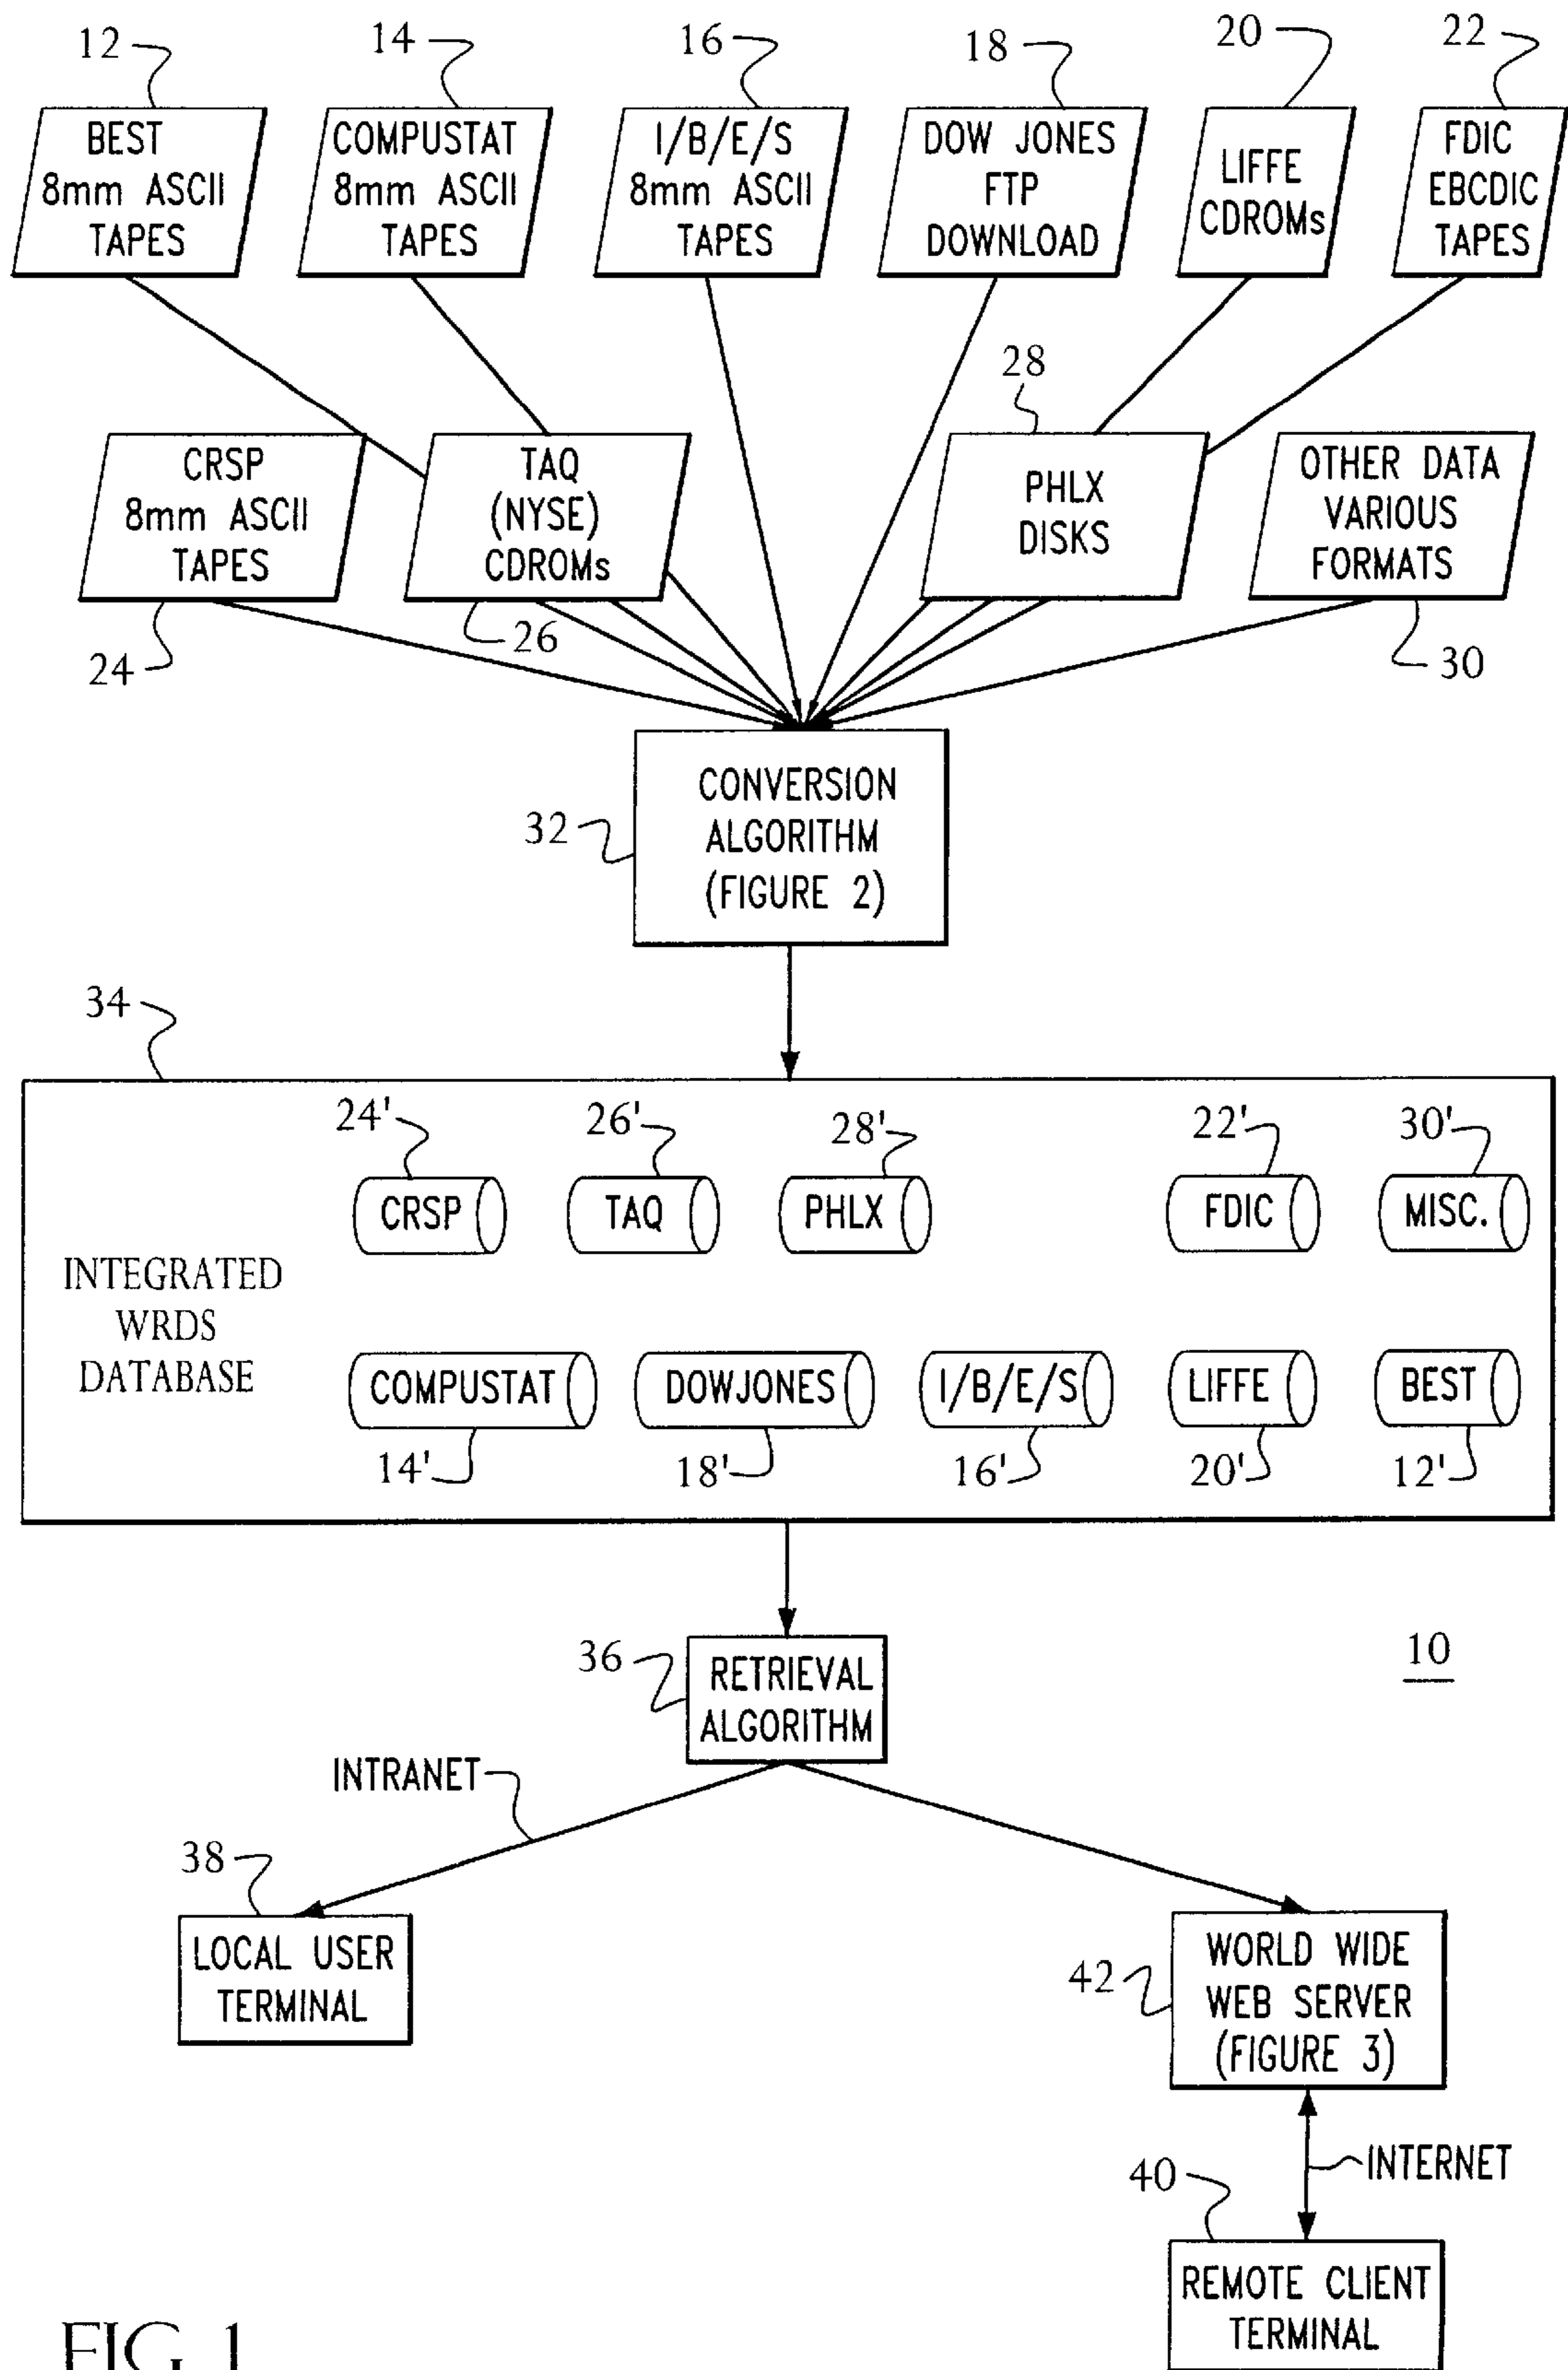 12
14
16
18
20
22
BEST
8mm ASCII
TAPES
COMPUSTAT
8mm ASCII
TAPES
I/B/E/S
8mm ASCII
TAPES
DOW JONES
FTP
DOWNLOAD
LIFFE
CDROMs
FDIC
EBCDIC
TAPES
28
CRSP
8mm ASCII
TAPES
TAQ
(NYSE)
CDROMs
PHLX
DISKS
OTHER DATA
VARIOUS
FORMATS
24
26
30
32
CONVERSION
ALGORITHM
(FIGURE 2)
34
24'
26'
28'
22'
30'
CRSP
TAQ
PHLX
FDIC
MISC.
INTEGRATED
WRDS
DATABASE
COMPUSTAT
DOWJONES
I/B/E/S
LIFFE
BEST
14'
18'
16'
20'
12'
36
RETRIEVAL
ALGORITHM
10
INTRANET
38
LOCAL USER
TERMINAL
42
WORLD WIDE
WEB SERVER
(FIGURE 3)
INTERNET
40
REMOTE CLIENT
TERMINAL
FIG. 1